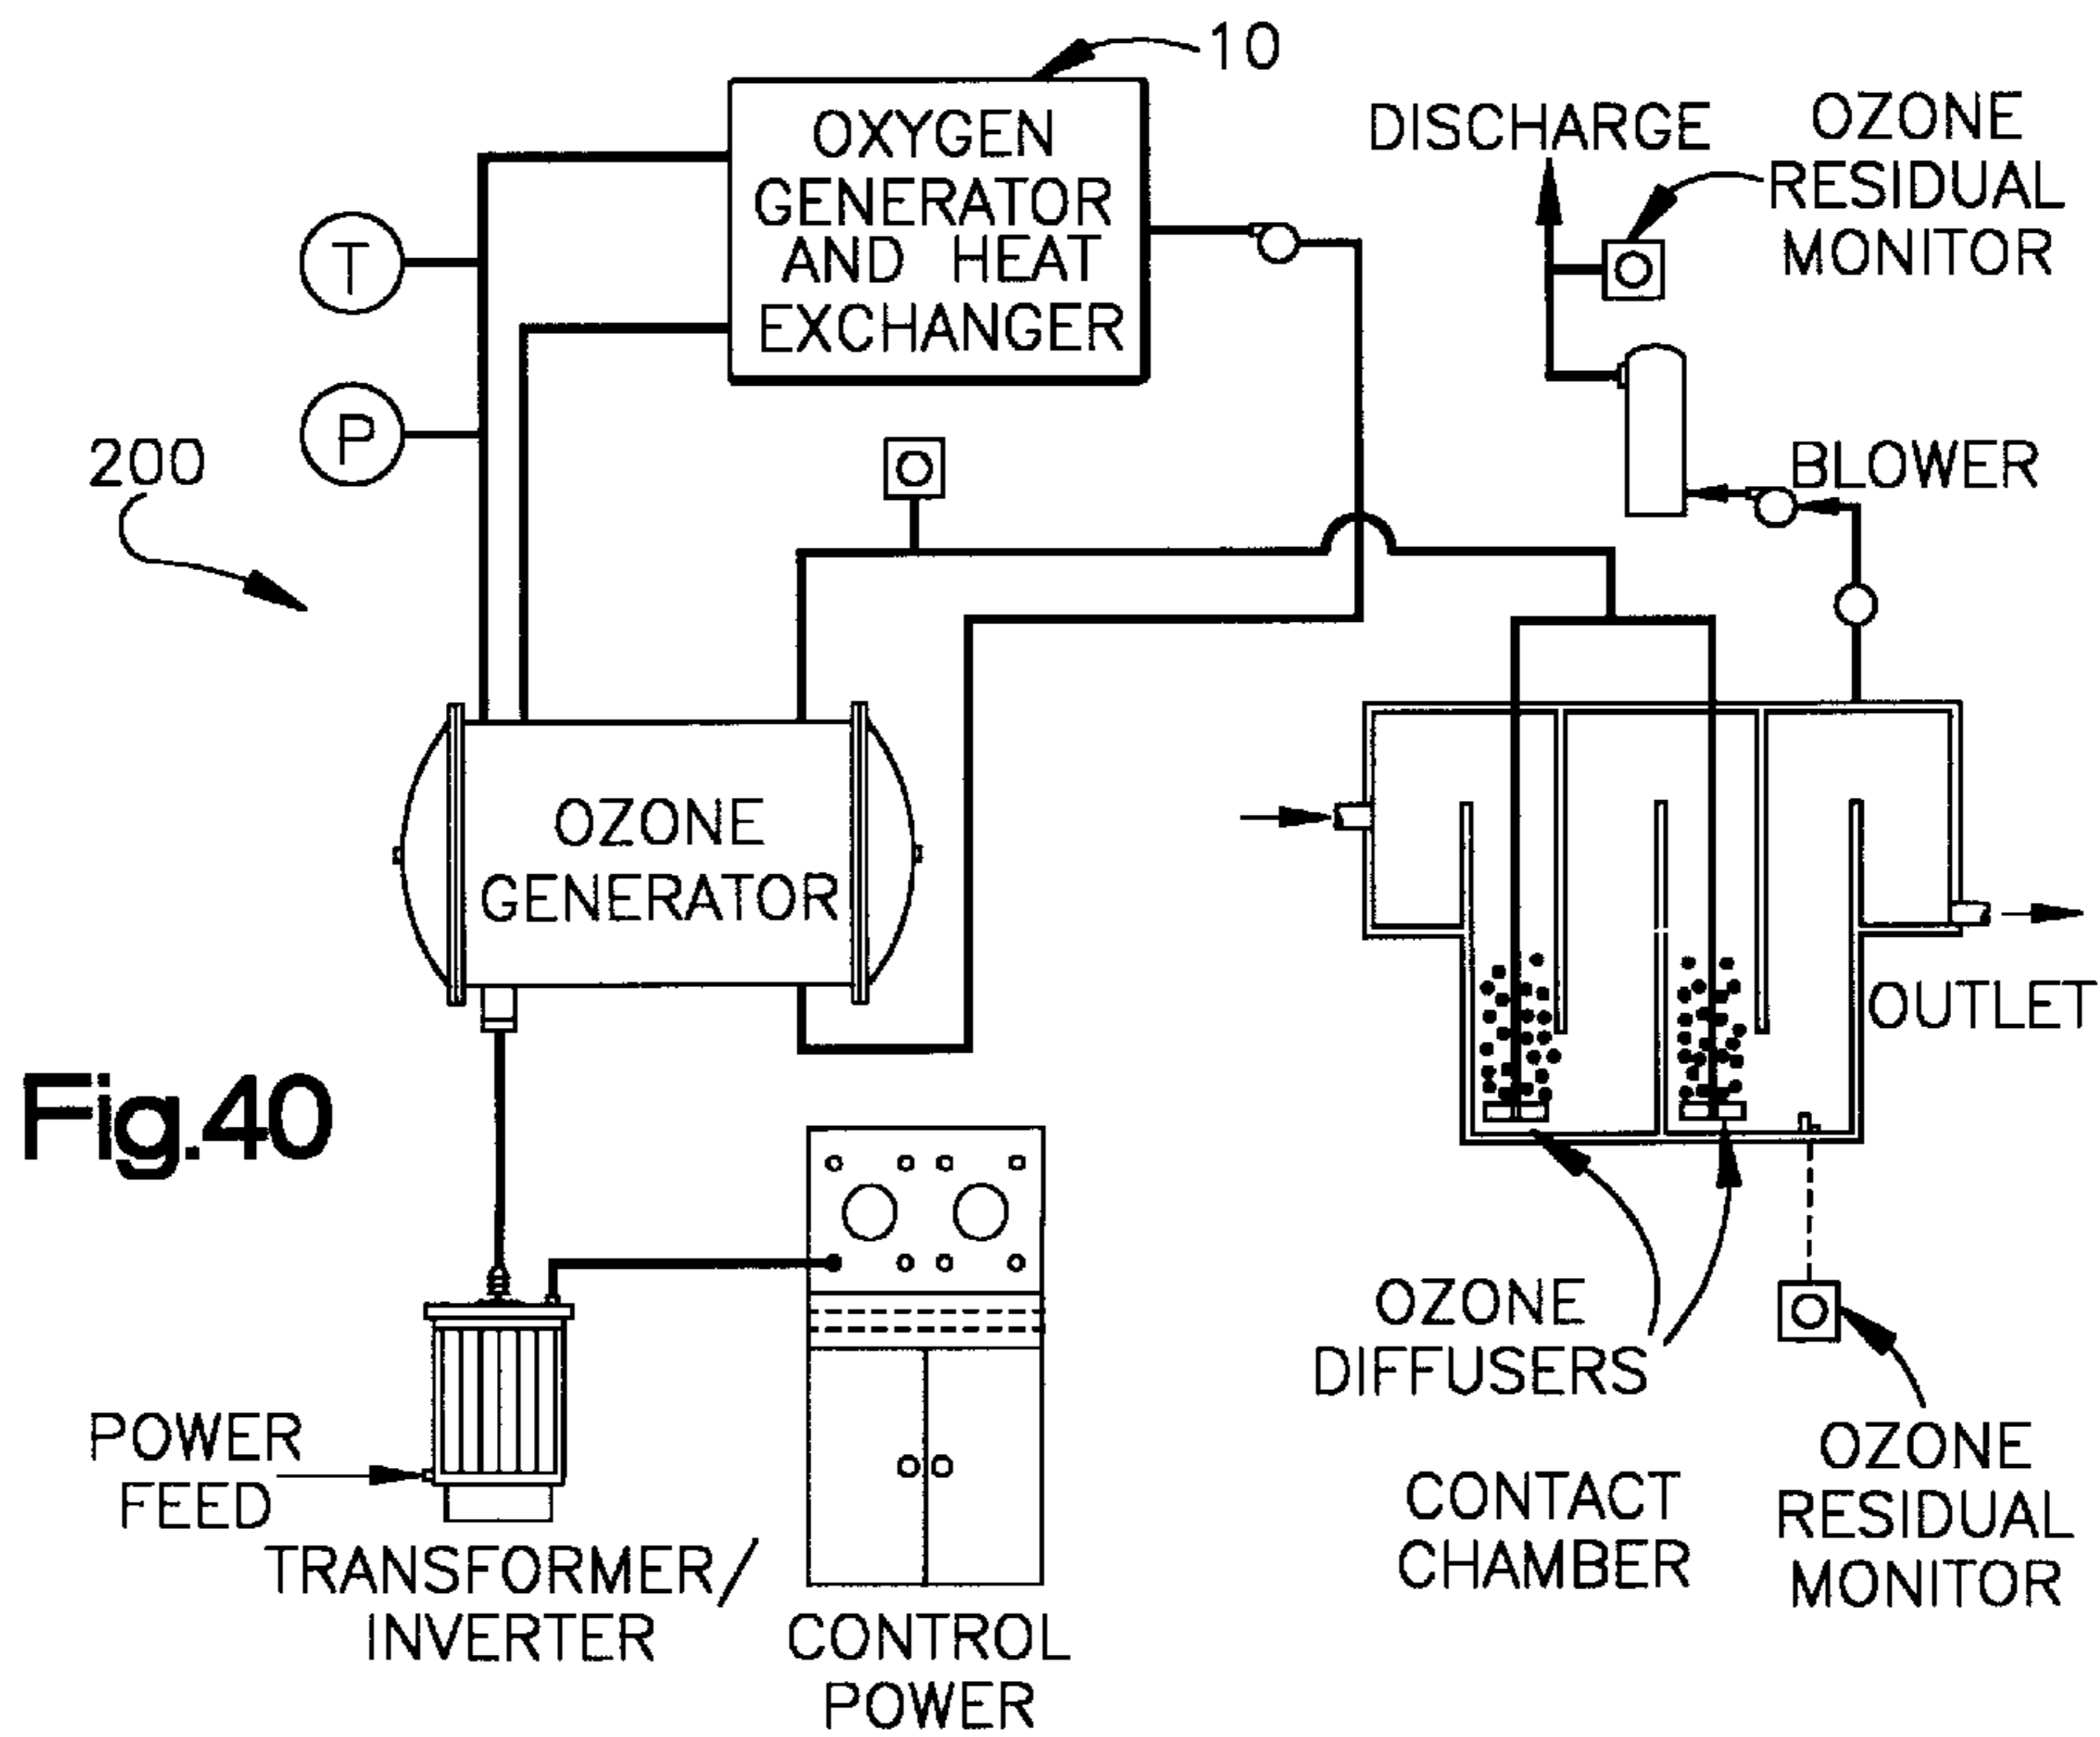 10
OXYGEN
GENERATOR
AND HEAT
EXCHANGER
DISCHARGE
OZONE
RESIDUAL
MONITOR
T
P
200
BLOWER
OZONE
GENERATOR
OUTLET
Fig.40
OZONE
DIFFUSERS
POWER
FEED
TRANSFORMER/
INVERTER
CONTROL
POWER
CONTACT
CHAMBER
OZONE
RESIDUAL
MONITOR